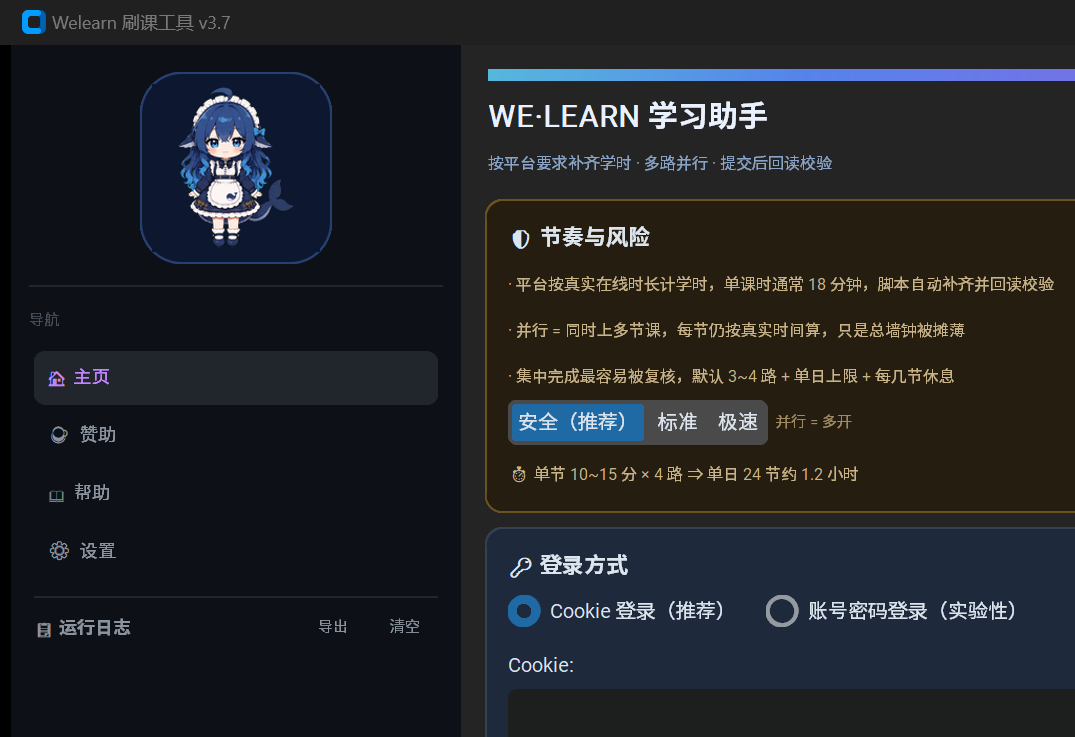 Welearn 刷课工具 v3.7
导航
主页
赞助
帮助
设置
运行日志 导出 清空
WE·LEARN 学习助手
按平台要求补齐学时 · 多路并行 · 提交后回读校验
节奏与风险
· 平台按真实在线时长计学时，单课时通常 18 分钟，脚本自动补齐并回读校验
· 并行 = 同时上多节课，每节仍按真实时间算，只是总墙钟被摊薄
· 集中完成最容易被复核，默认 3~4 路 + 单日上限 + 每几节休息
安全（推荐） 标准 极速 并行 = 多开
单节 10~15 分 × 4 路 ⇒ 单日 24 节约 1.2 小时
登录方式
Cookie 登录（推荐） 账号密码登录（实验性）
Cookie: